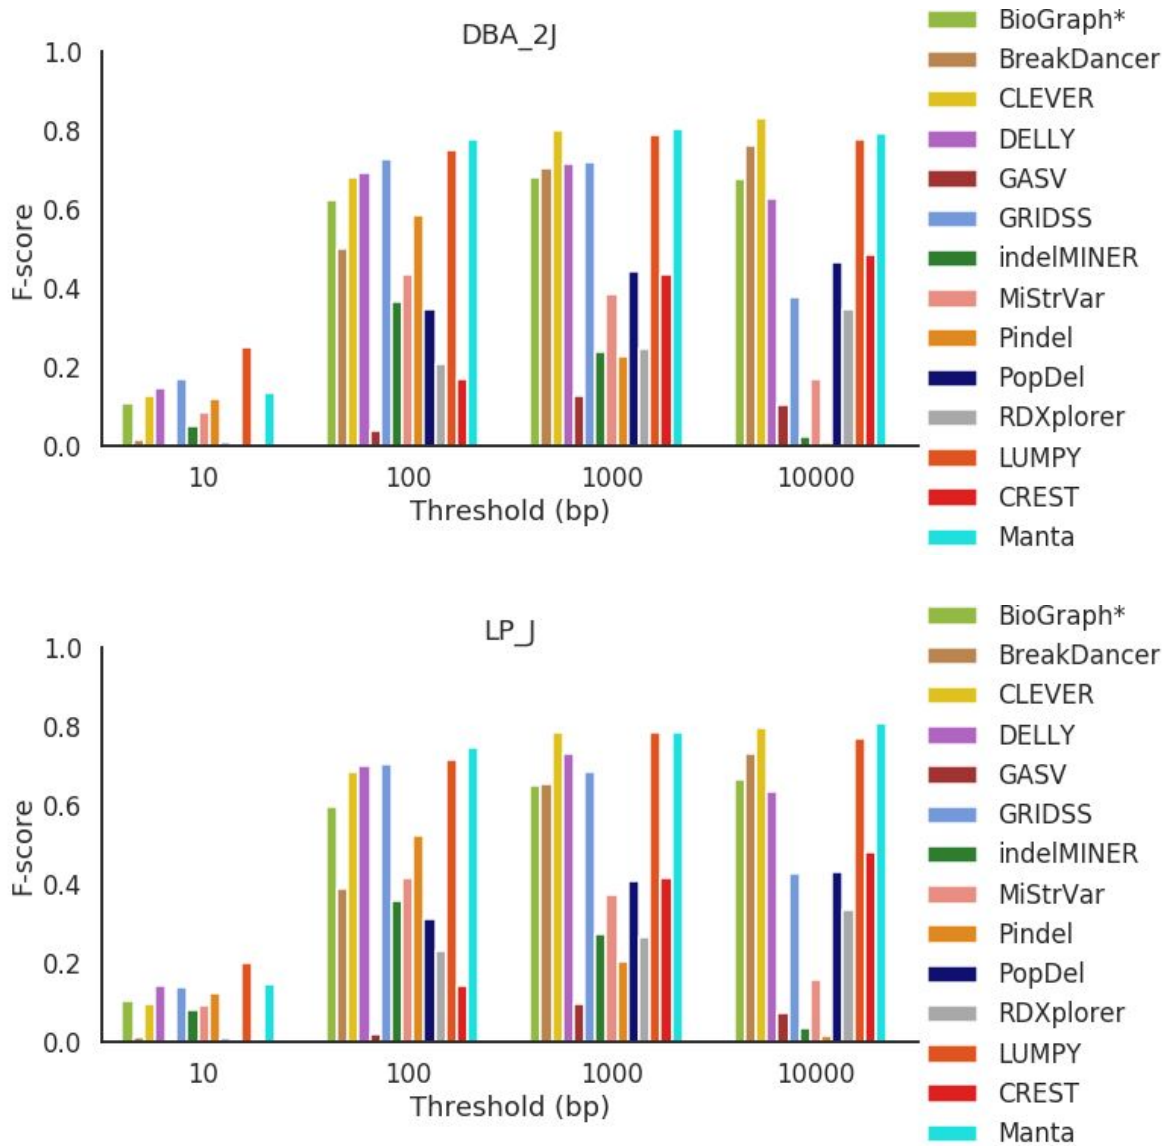 DBA_2J
1.0
0.8
0.6
0.4
0.2
0.0
F-score
10 100 1000 10000
Threshold (bp)
BioGraph*
BreakDancer
CLEVER
DELLY
GASV
GRIDSS
indelMINER
MiStrVar
Pindel
PopDel
RDXplorer
LUMPY
CREST
Manta
LP_J
1.0
0.8
0.6
0.4
0.2
0.0
F-score
10 100 1000 10000
Threshold (bp)
BioGraph*
BreakDancer
CLEVER
DELLY
GASV
GRIDSS
indelMINER
MiStrVar
Pindel
PopDel
RDXplorer
LUMPY
CREST
Manta